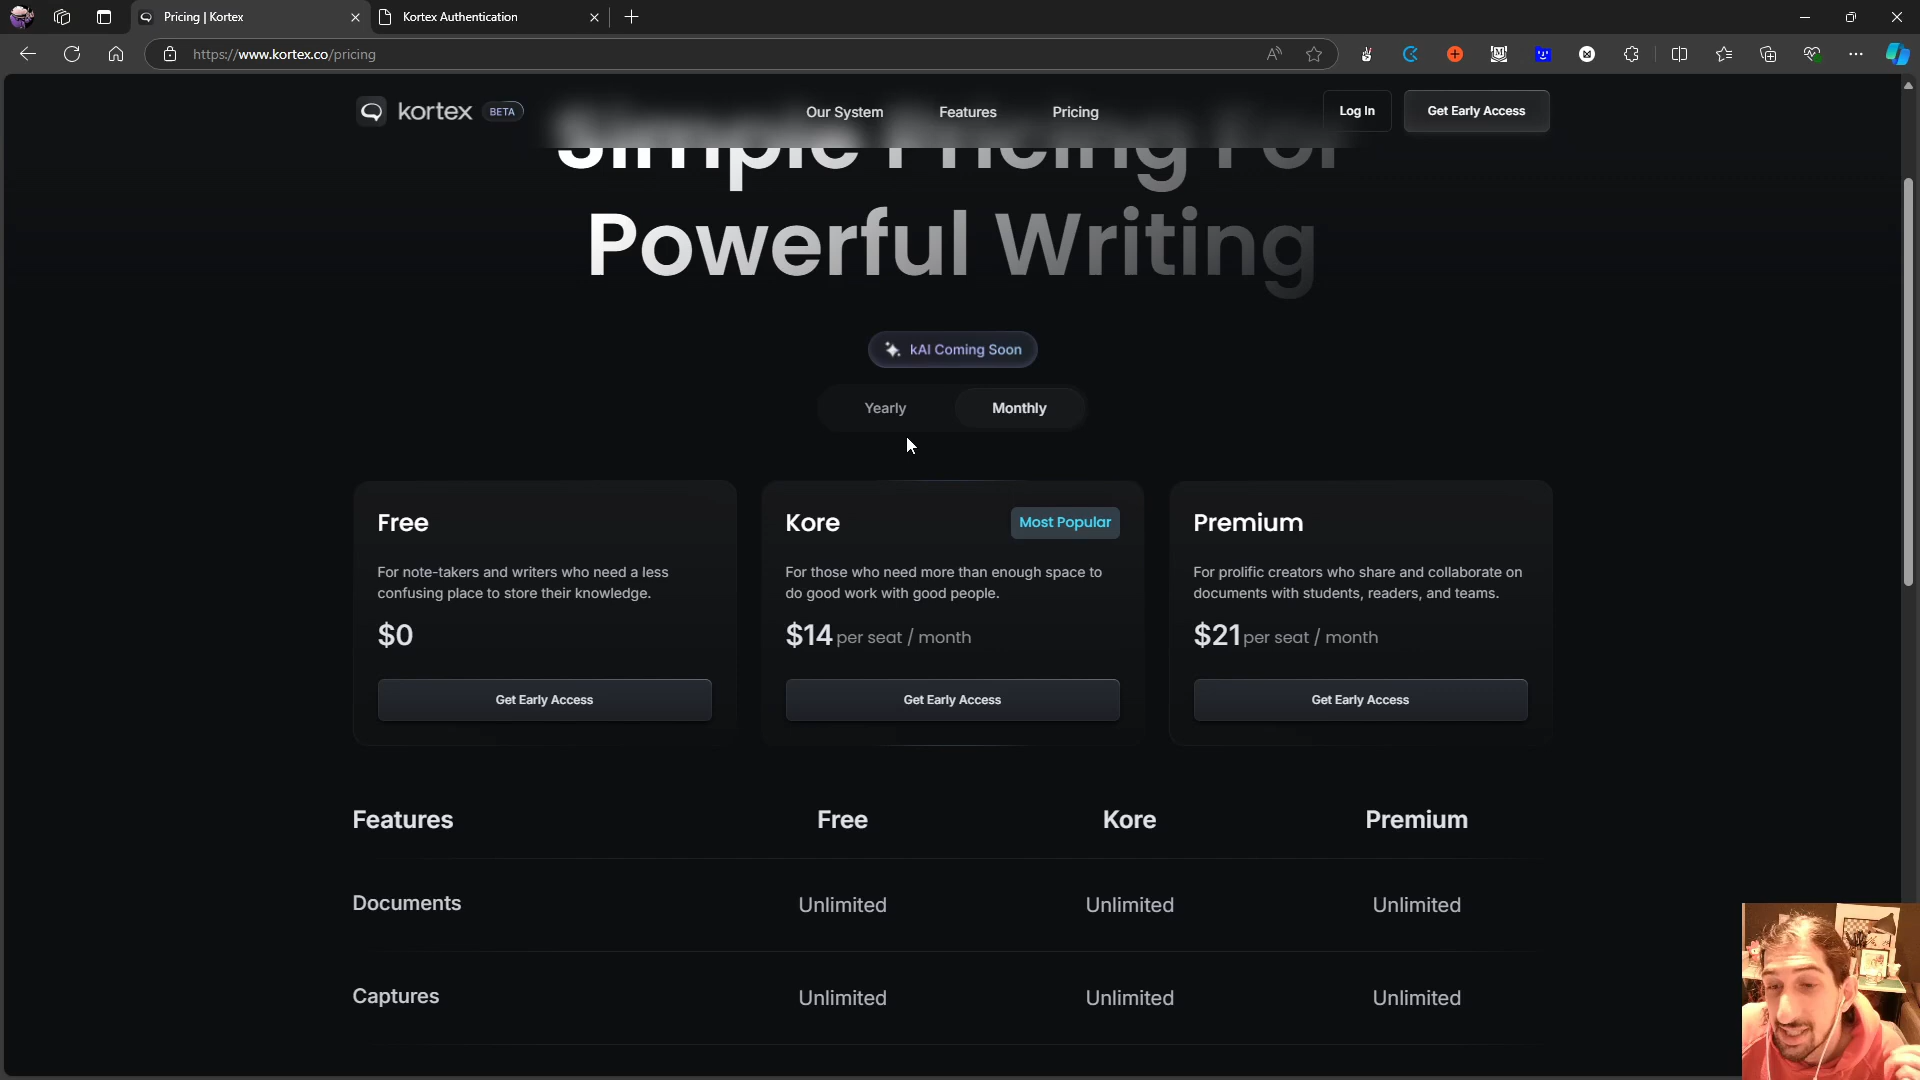 Pricing | Kortex
Kortex Authentication
https://www.kortex.co/pricing
kortex BETA
Our System
Features
Pricing
Log In
Get Early Access
Simple Pricing For
Powerful Writing
kAI Coming Soon
Yearly
Monthly
Free
For note-takers and writers who need a less
confusing place to store their knowledge.
$0
Get Early Access
Kore
Most Popular
For those who need more than enough space to
do good work with good people.
$14 per seat / month
Get Early Access
Premium
For prolific creators who share and collaborate on
documents with students, readers, and teams.
$21 per seat / month
Get Early Access
Features Free Kore Premium
Documents Unlimited Unlimited Unlimited
Captures Unlimited Unlimited Unlimited